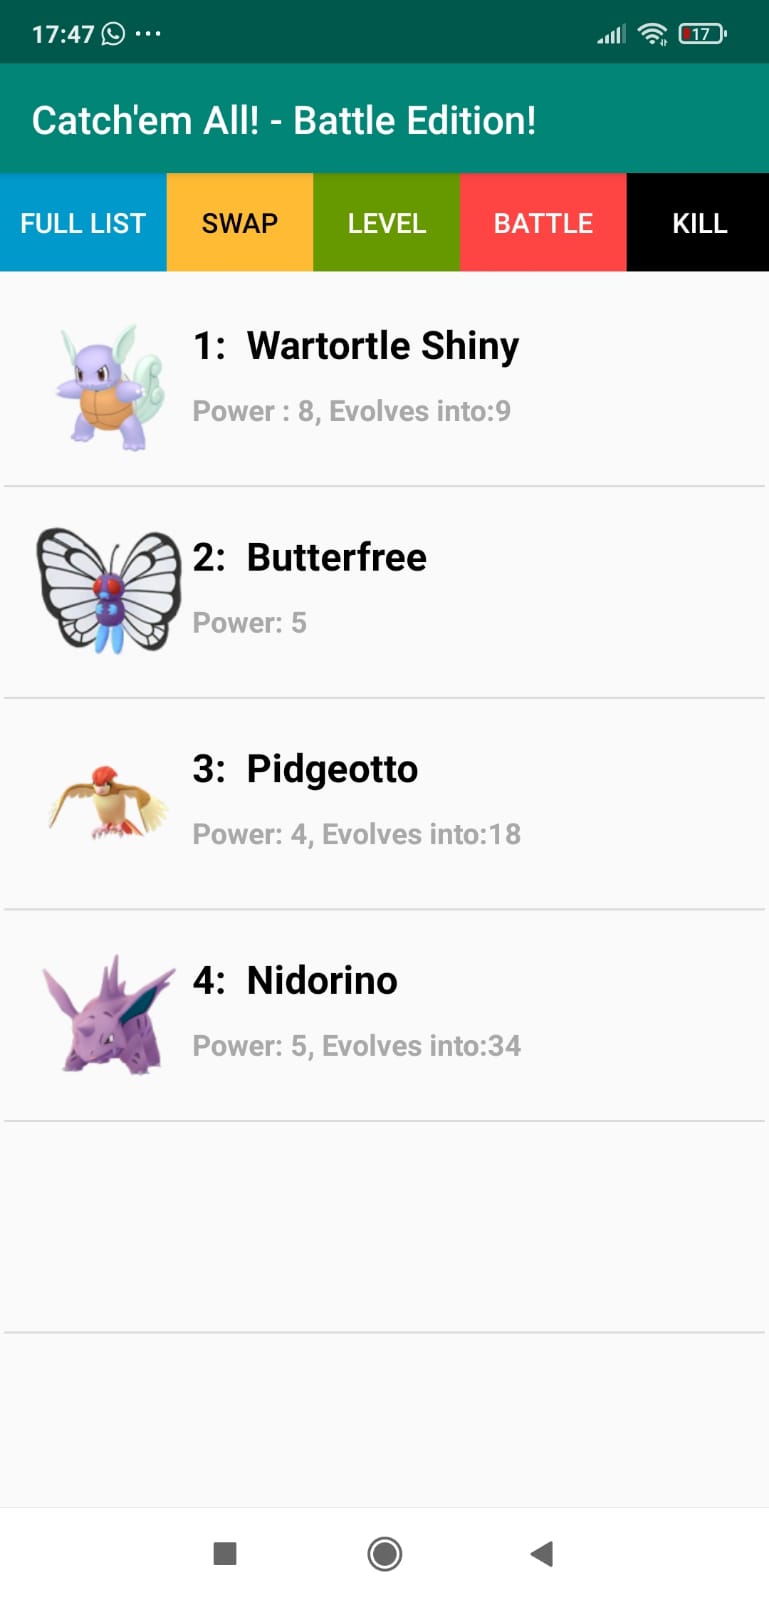 17:47
17
Catch'em All! - Battle Edition!
FULL LIST SWAP LEVEL BATTLE KILL
1: Wartortle Shiny
Power : 8, Evolves into:9
2: Butterfree
Power: 5
3: Pidgeotto
Power: 4, Evolves into:18
4: Nidorino
Power: 5, Evolves into:34